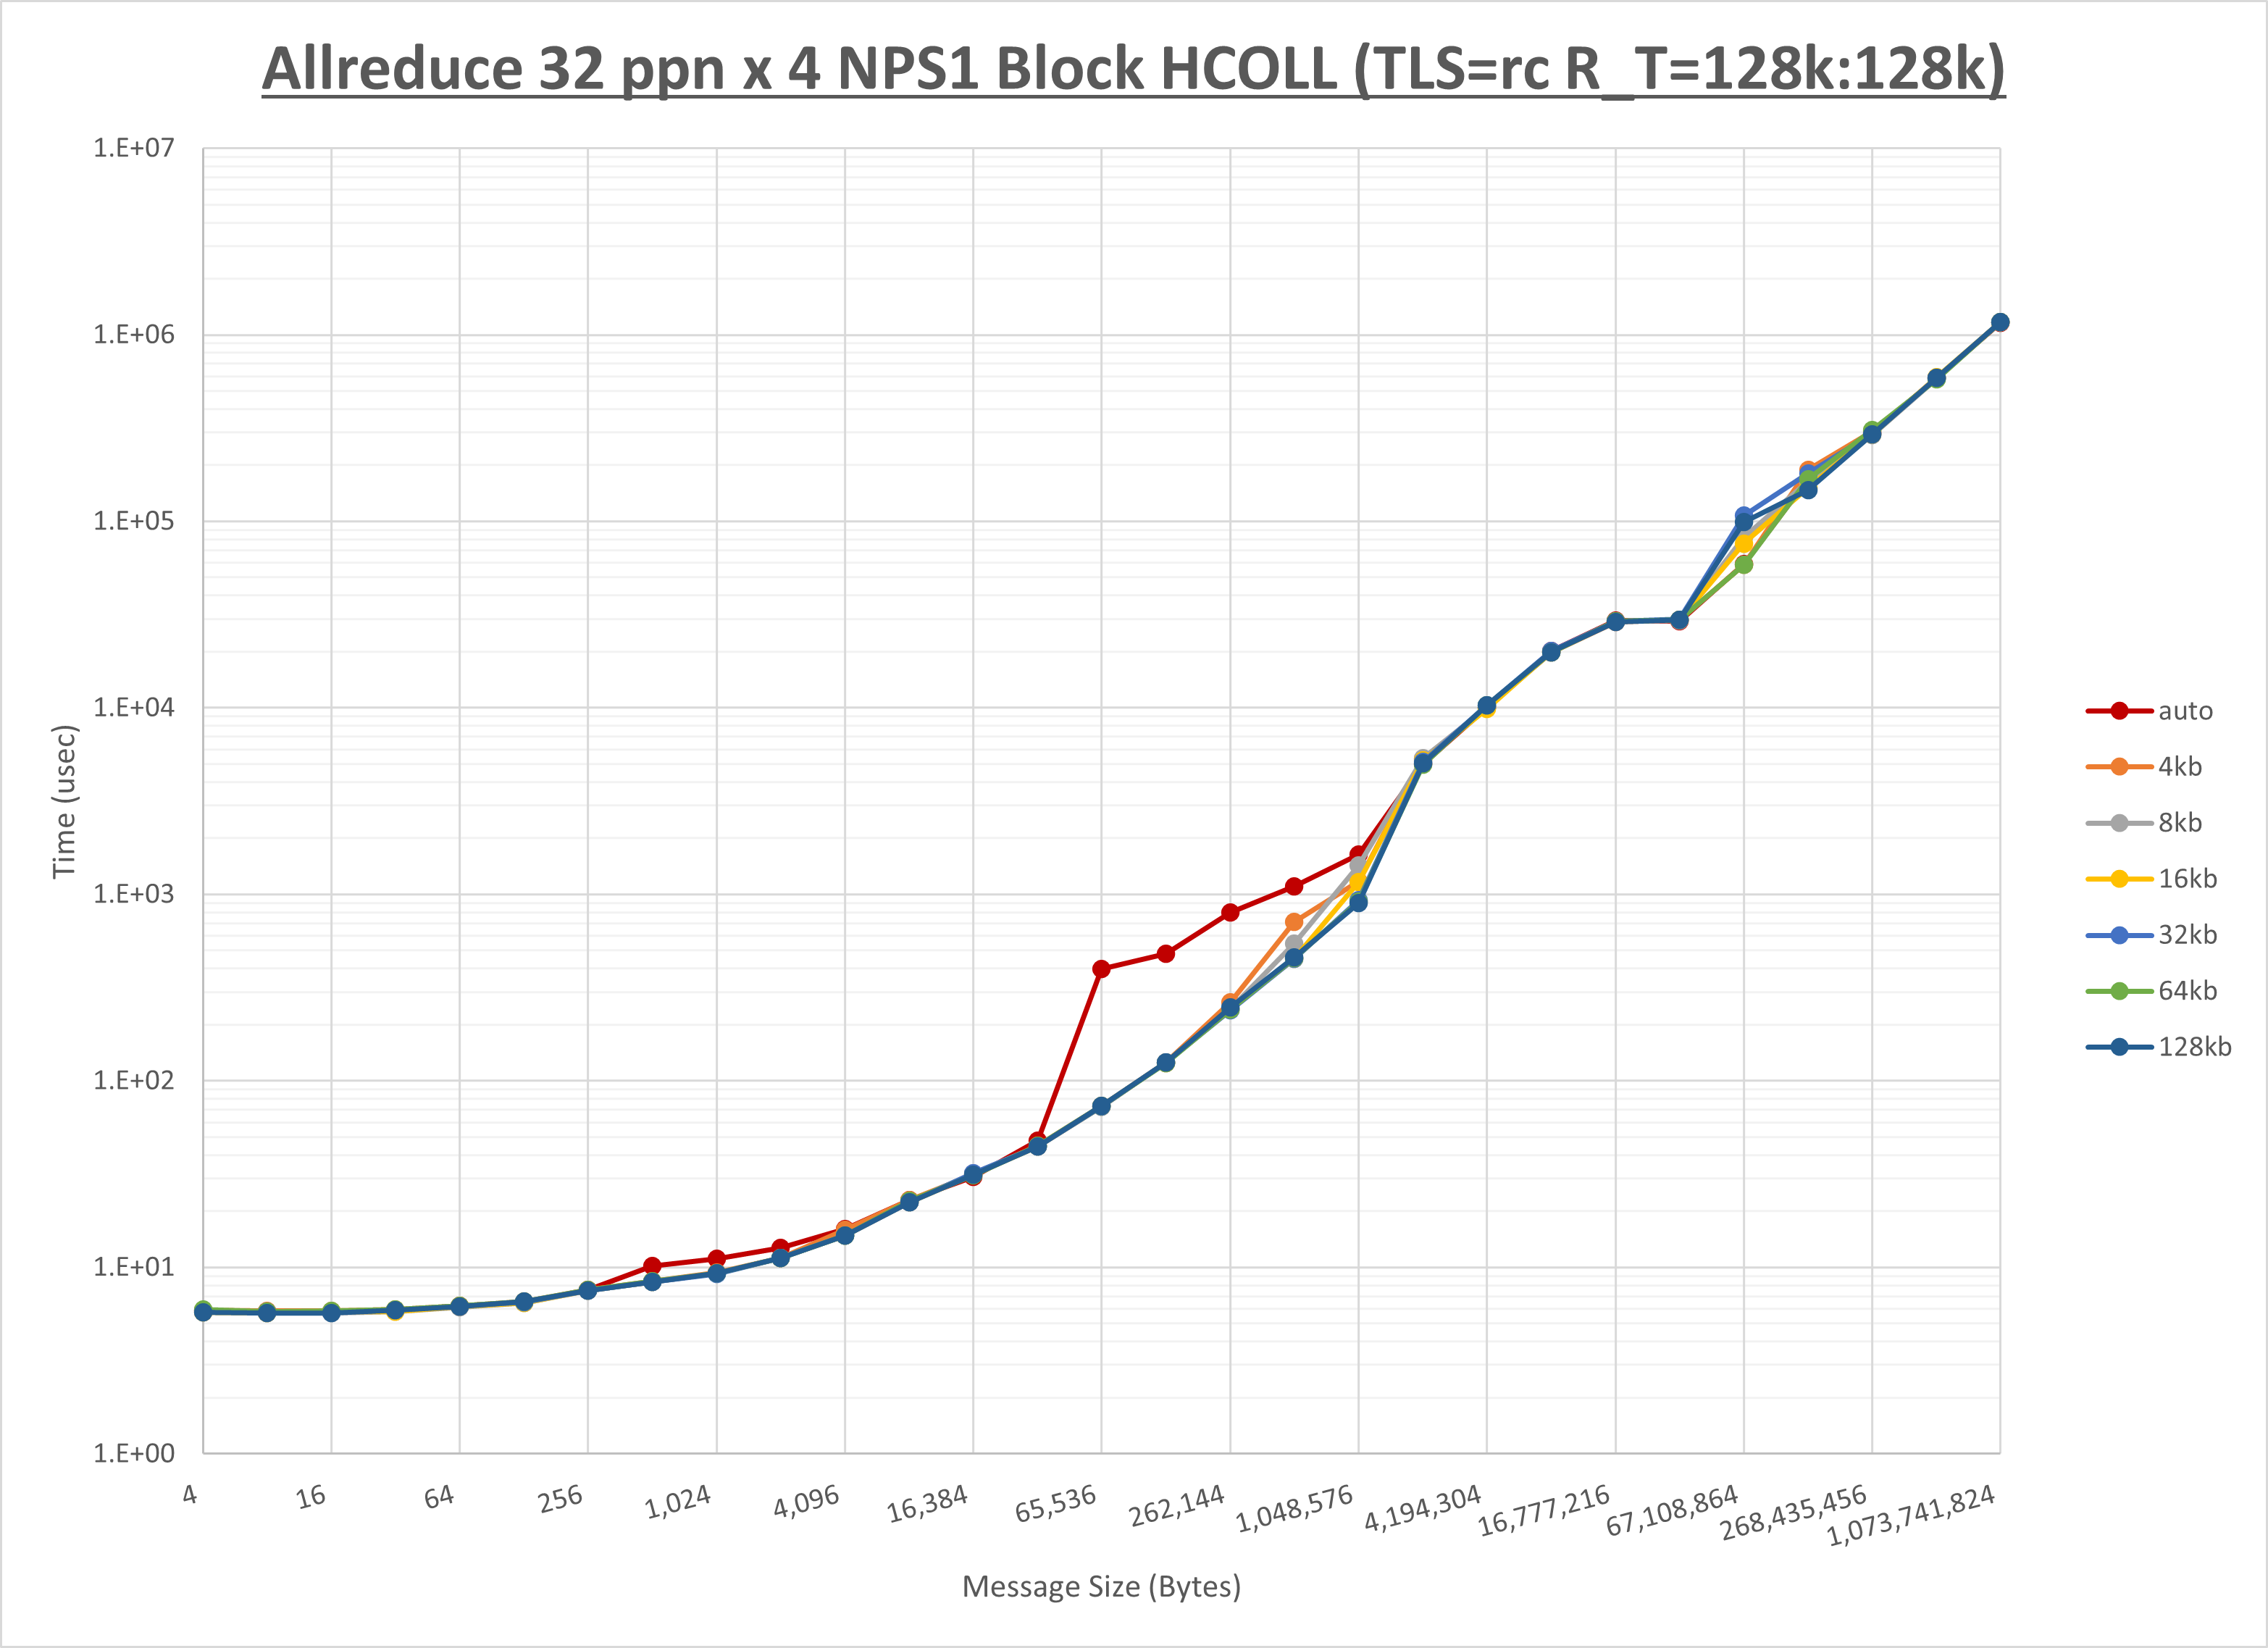 Allreduce 32 ppn x 4 NPS1 Block HCOLL (TLS=rc R_T=128k:128k)
1.E+07
1.E+06
1.E+05
1.E+04
1.E+03
1.E+02
1.E+01
1.E+00
Time (usec)
4
16
64
256
1,024
4,096
16,384
65,536
262,144
1,048,576
4,194,304
16,777,216
67,108,864
268,435,456
1,073,741,824
Message Size (Bytes)
auto
4kb
8kb
16kb
32kb
64kb
128kb